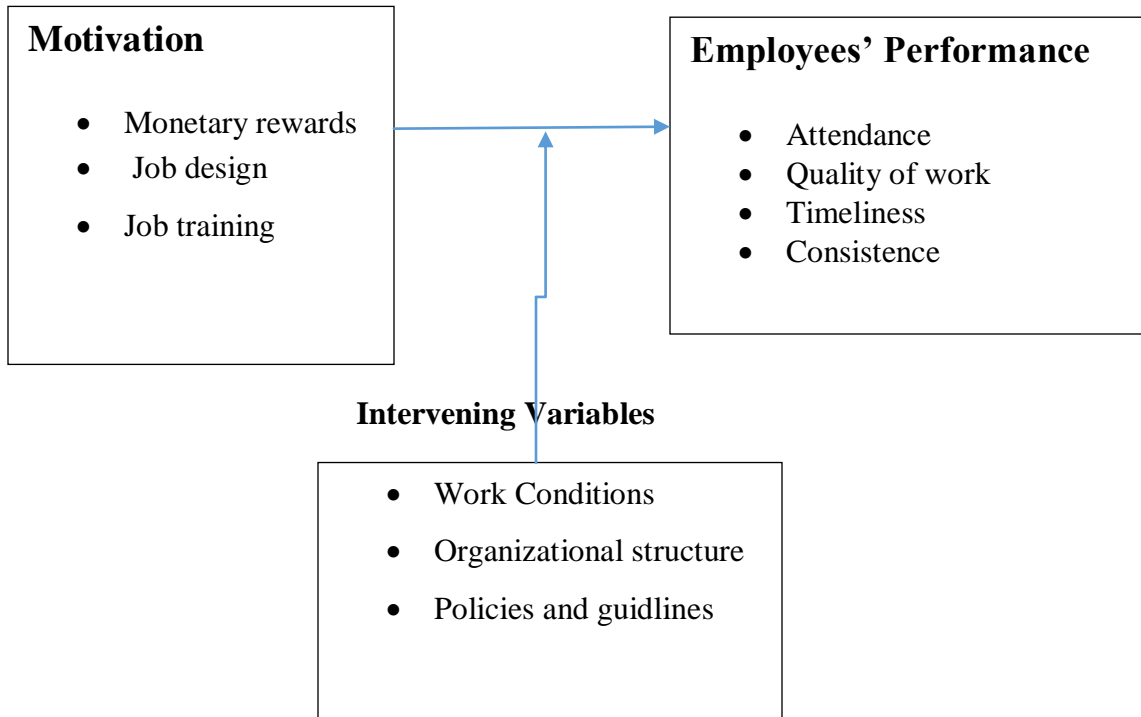 Motivation
• Monetary rewards
• Job design
• Job training
Employees’ Performance
• Attendance
• Quality of work
• Timeliness
• Consistence
Intervening Variables
• Work Conditions
• Organizational structure
• Policies and guidlines